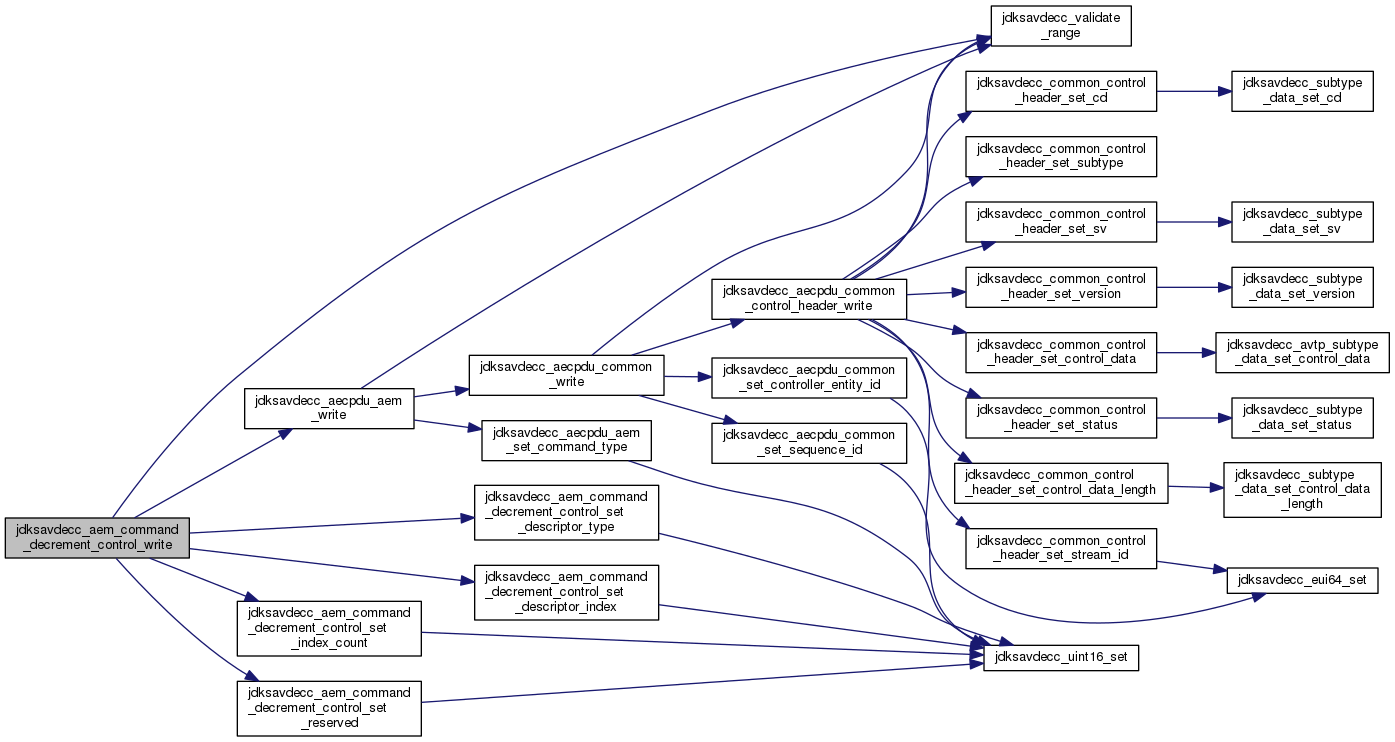 jdksavdecc_validate
_range
jdksavdecc_common_control
_header_set_cd
jdksavdecc_subtype
_data_set_cd
jdksavdecc_common_control
_header_set_subtype
jdksavdecc_common_control
_header_set_sv
jdksavdecc_subtype
_data_set_sv
jdksavdecc_aecpdu_common
_control_header_write
jdksavdecc_common_control
_header_set_version
jdksavdecc_subtype
_data_set_version
jdksavdecc_common_control
_header_set_control_data
jdksavdecc_avtp_subtype
_data_set_control_data
jdksavdecc_aecpdu_common
_write
jdksavdecc_aecpdu_common
_set_controller_entity_id
jdksavdecc_aecpdu_aem
_write
jdksavdecc_common_control
_header_set_status
jdksavdecc_subtype
_data_set_status
jdksavdecc_aecpdu_aem
_set_command_type
jdksavdecc_aecpdu_common
_set_sequence_id
jdksavdecc_common_control
_header_set_control_data_length
jdksavdecc_subtype
_data_set_control_data
_length
jdksavdecc_aem_command
_decrement_control_write
jdksavdecc_aem_command
_decrement_control_set
_descriptor_type
jdksavdecc_common_control
_header_set_stream_id
jdksavdecc_eui64_set
jdksavdecc_aem_command
_decrement_control_set
_descriptor_index
jdksavdecc_aem_command
_decrement_control_set
_index_count
jdksavdecc_uint16_set
jdksavdecc_aem_command
_decrement_control_set
_reserved